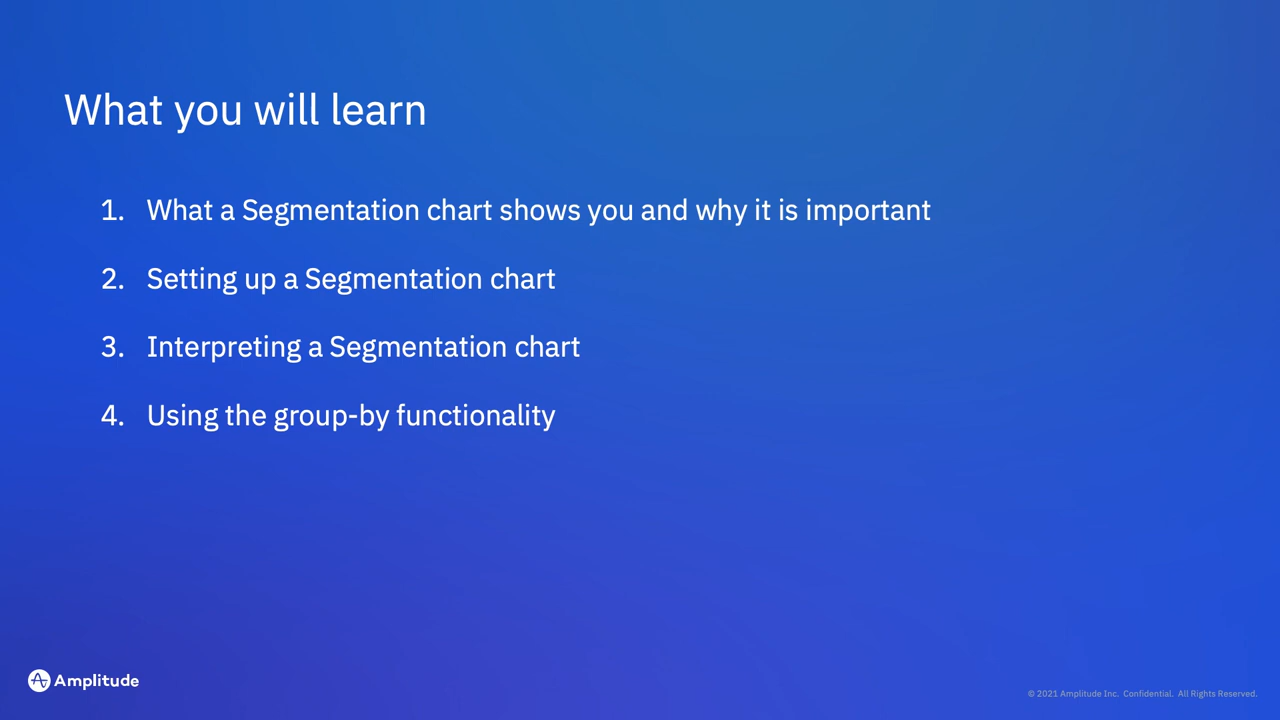 What you will learn
1. What a Segmentation chart shows you and why it is important
2. Setting up a Segmentation chart
3. Interpreting a Segmentation chart
4. Using the group-by functionality
Amplitude
© 2021 Amplitude Inc. Confidential. All Rights Reserved.